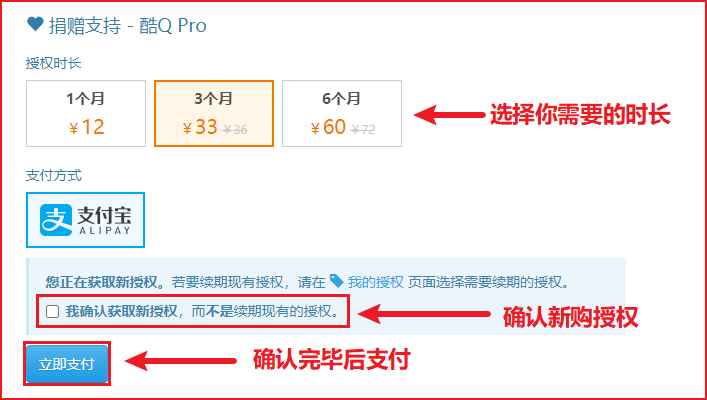 捐赠支持 - 酷Q Pro
授权时长
1个月 3个月 6个月
¥12 ¥33 ¥36 ¥60 ¥72
选择你需要的时长
支付方式
支 支付宝
ALIPAY
您正在获取新授权。若要续期现有授权，请在 我的授权 页面选择需要续期的授权。
我确认获取新授权，而不是续期现有的授权。
确认新购授权
立即支付
确认完毕后支付